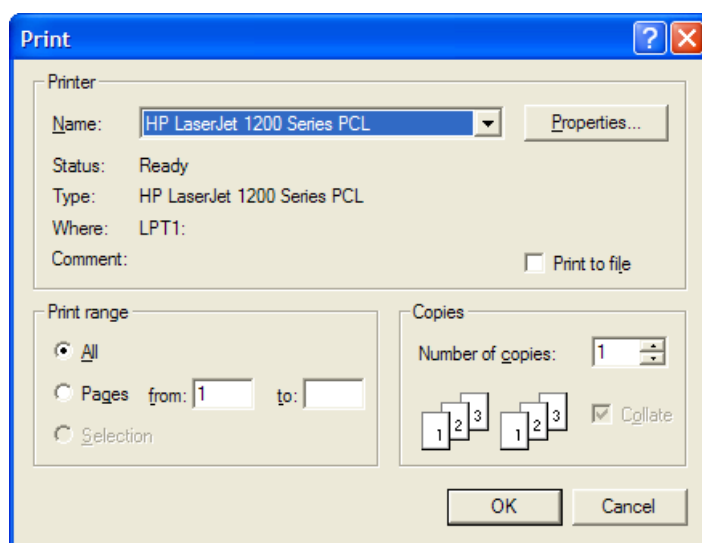 Print
Printer
Name: HP LaserJet 1200 Series PCL Properties...
Status: Ready
Type: HP LaserJet 1200 Series PCL
Where: LPT1:
Comment: Print to file
Print range
All
Pages from: 1 to:
Selection
Copies
Number of copies: 1
1 2 3 1 2 3 Collate
OK Cancel